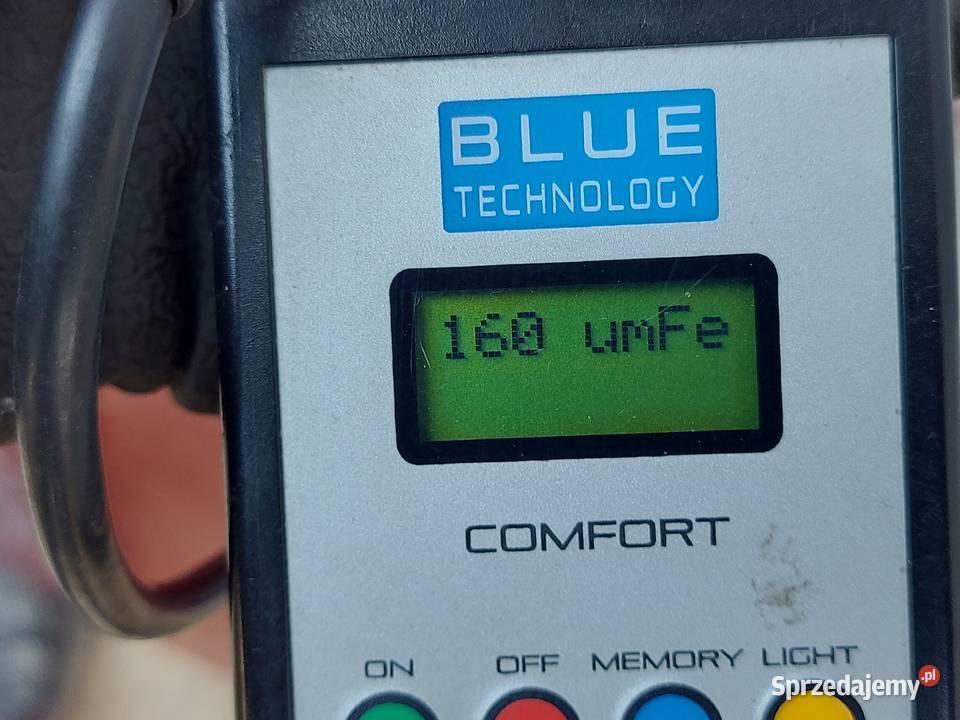 BLUE
TECHNOLOGY
160 umFe
COMFORT
ON OFF MEMORY LIGHT
Sprzedajemy.pl